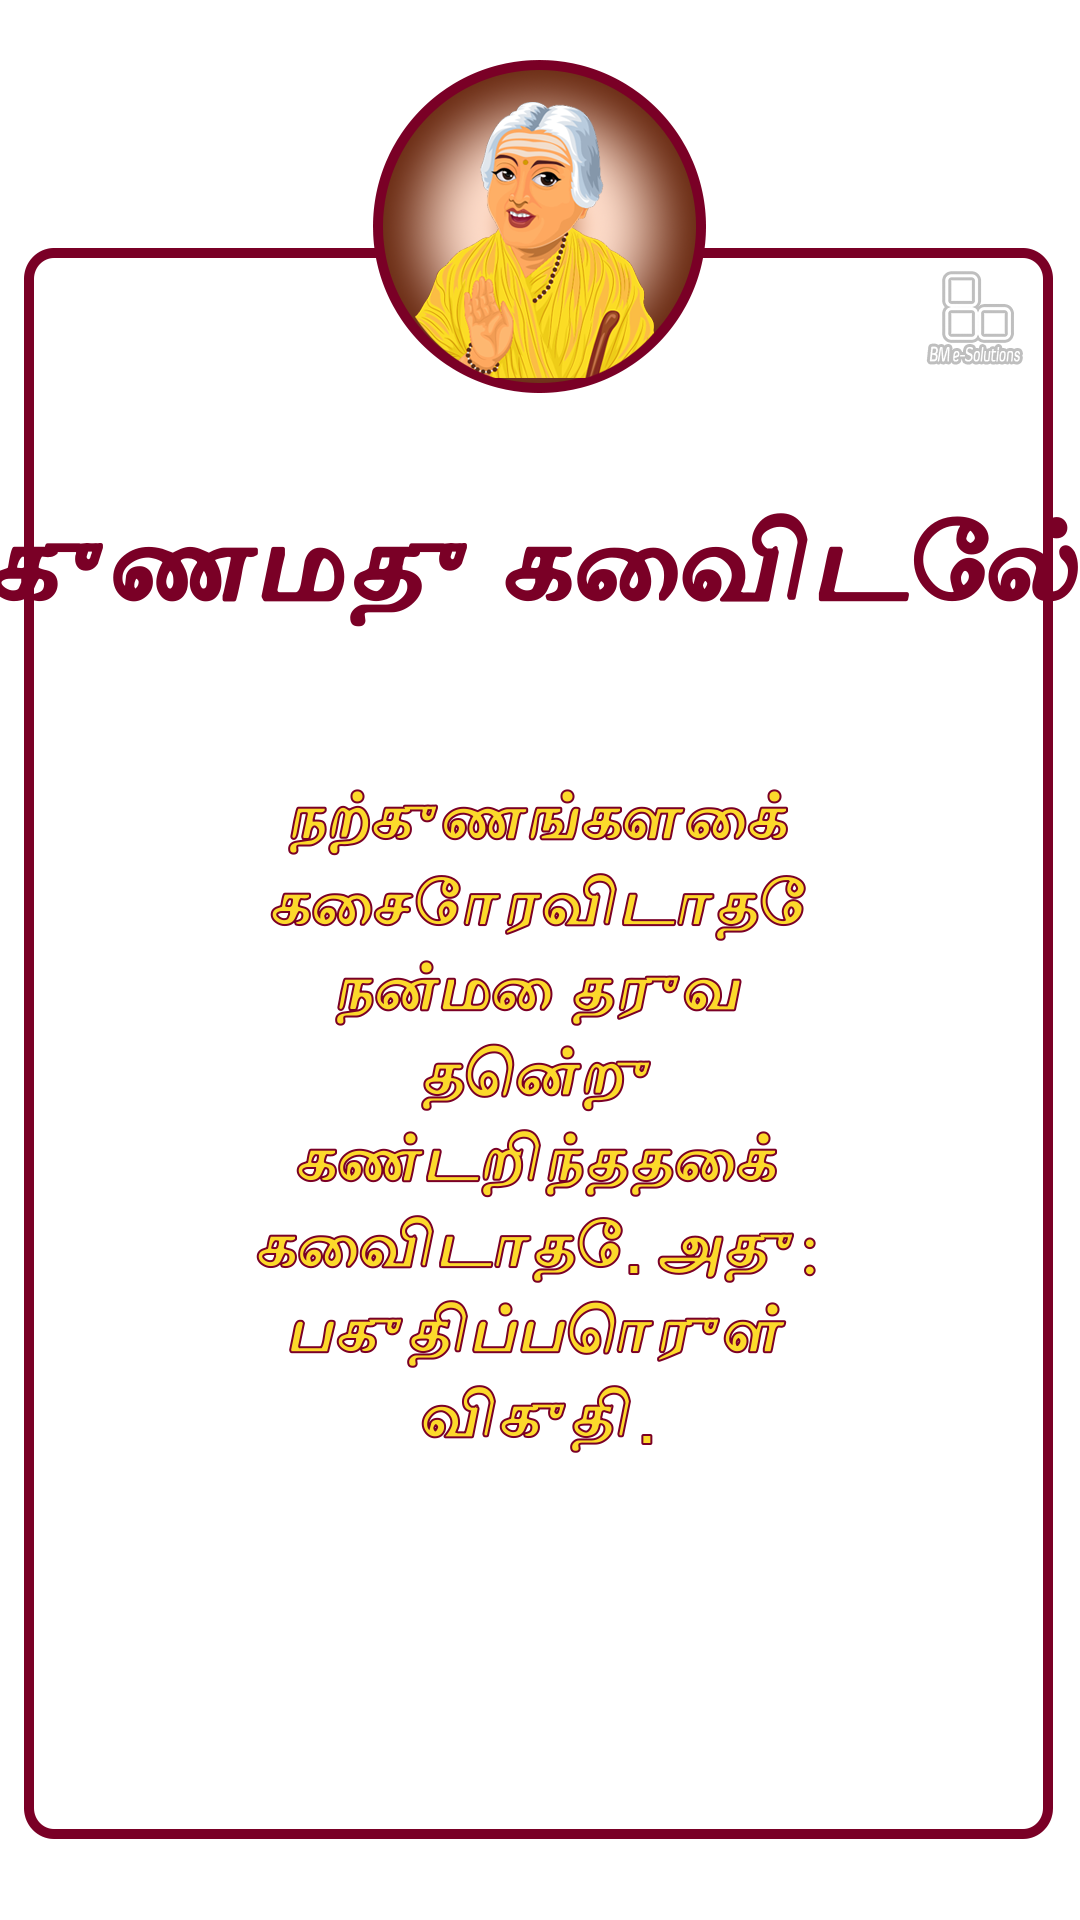 BM e-Solutions
குணமது கைவிடேல்
நற்குணங்களைக்
கைசோரவிடாதே
நன்மை தருவ
தென்று
கண்டறிந்ததைக்
கைவிடாதே. அது:
பகுதிப்பொருள்
விகுதி.